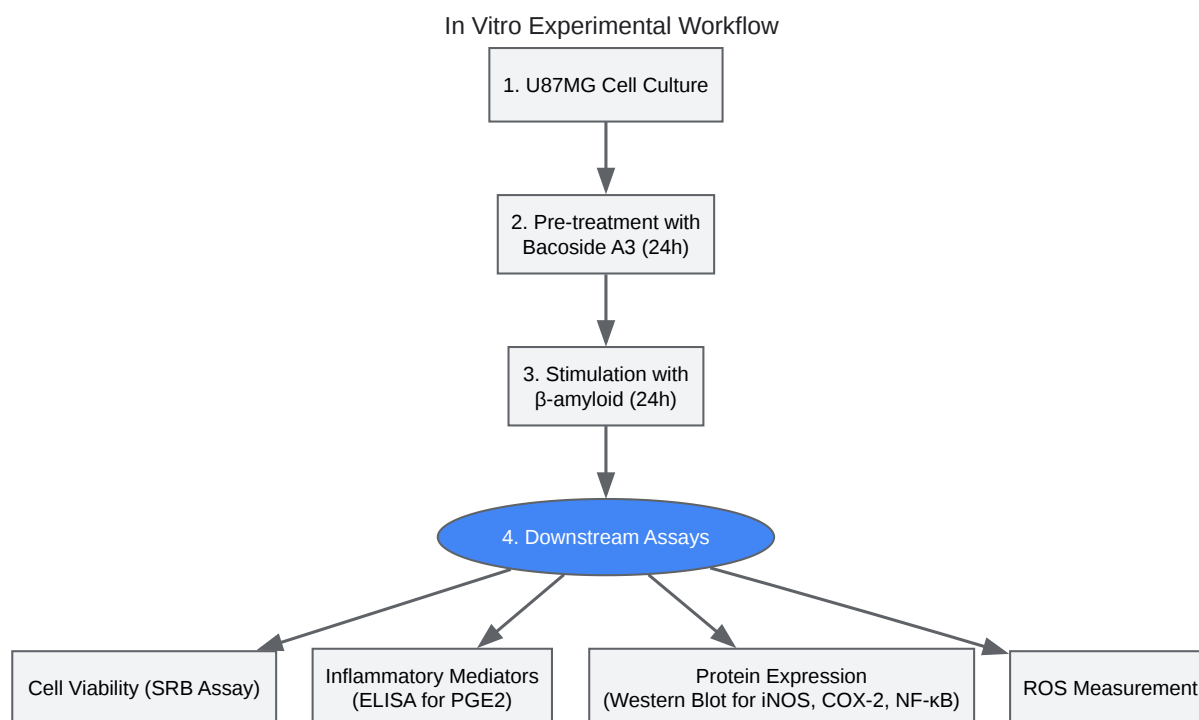 In Vitro Experimental Workflow
1. U87MG Cell Culture
2. Pre-treatment with
Bacoside A3 (24h)
3. Stimulation with
β-amyloid (24h)
4. Downstream Assays
Cell Viability (SRB Assay)
Inflammatory Mediators
(ELISA for PGE2)
Protein Expression
(Western Blot for iNOS, COX-2, NF-κB)
ROS Measurement